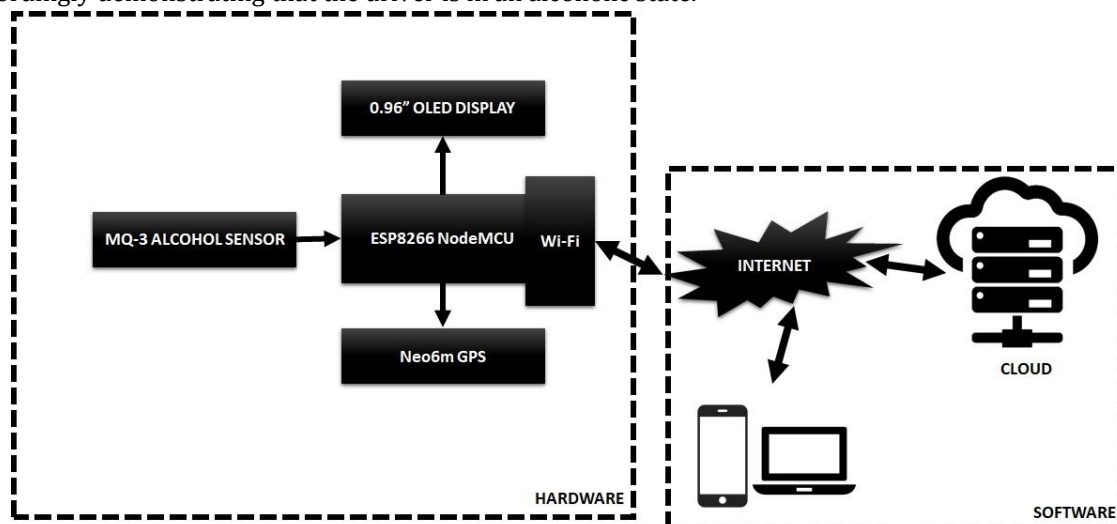 0.96” OLED DISPLAY
MQ-3 ALCOHOL SENSOR
ESP8266 NodeMCU
Wi-Fi
Neo6m GPS
HARDWARE
INTERNET
CLOUD
SOFTWARE